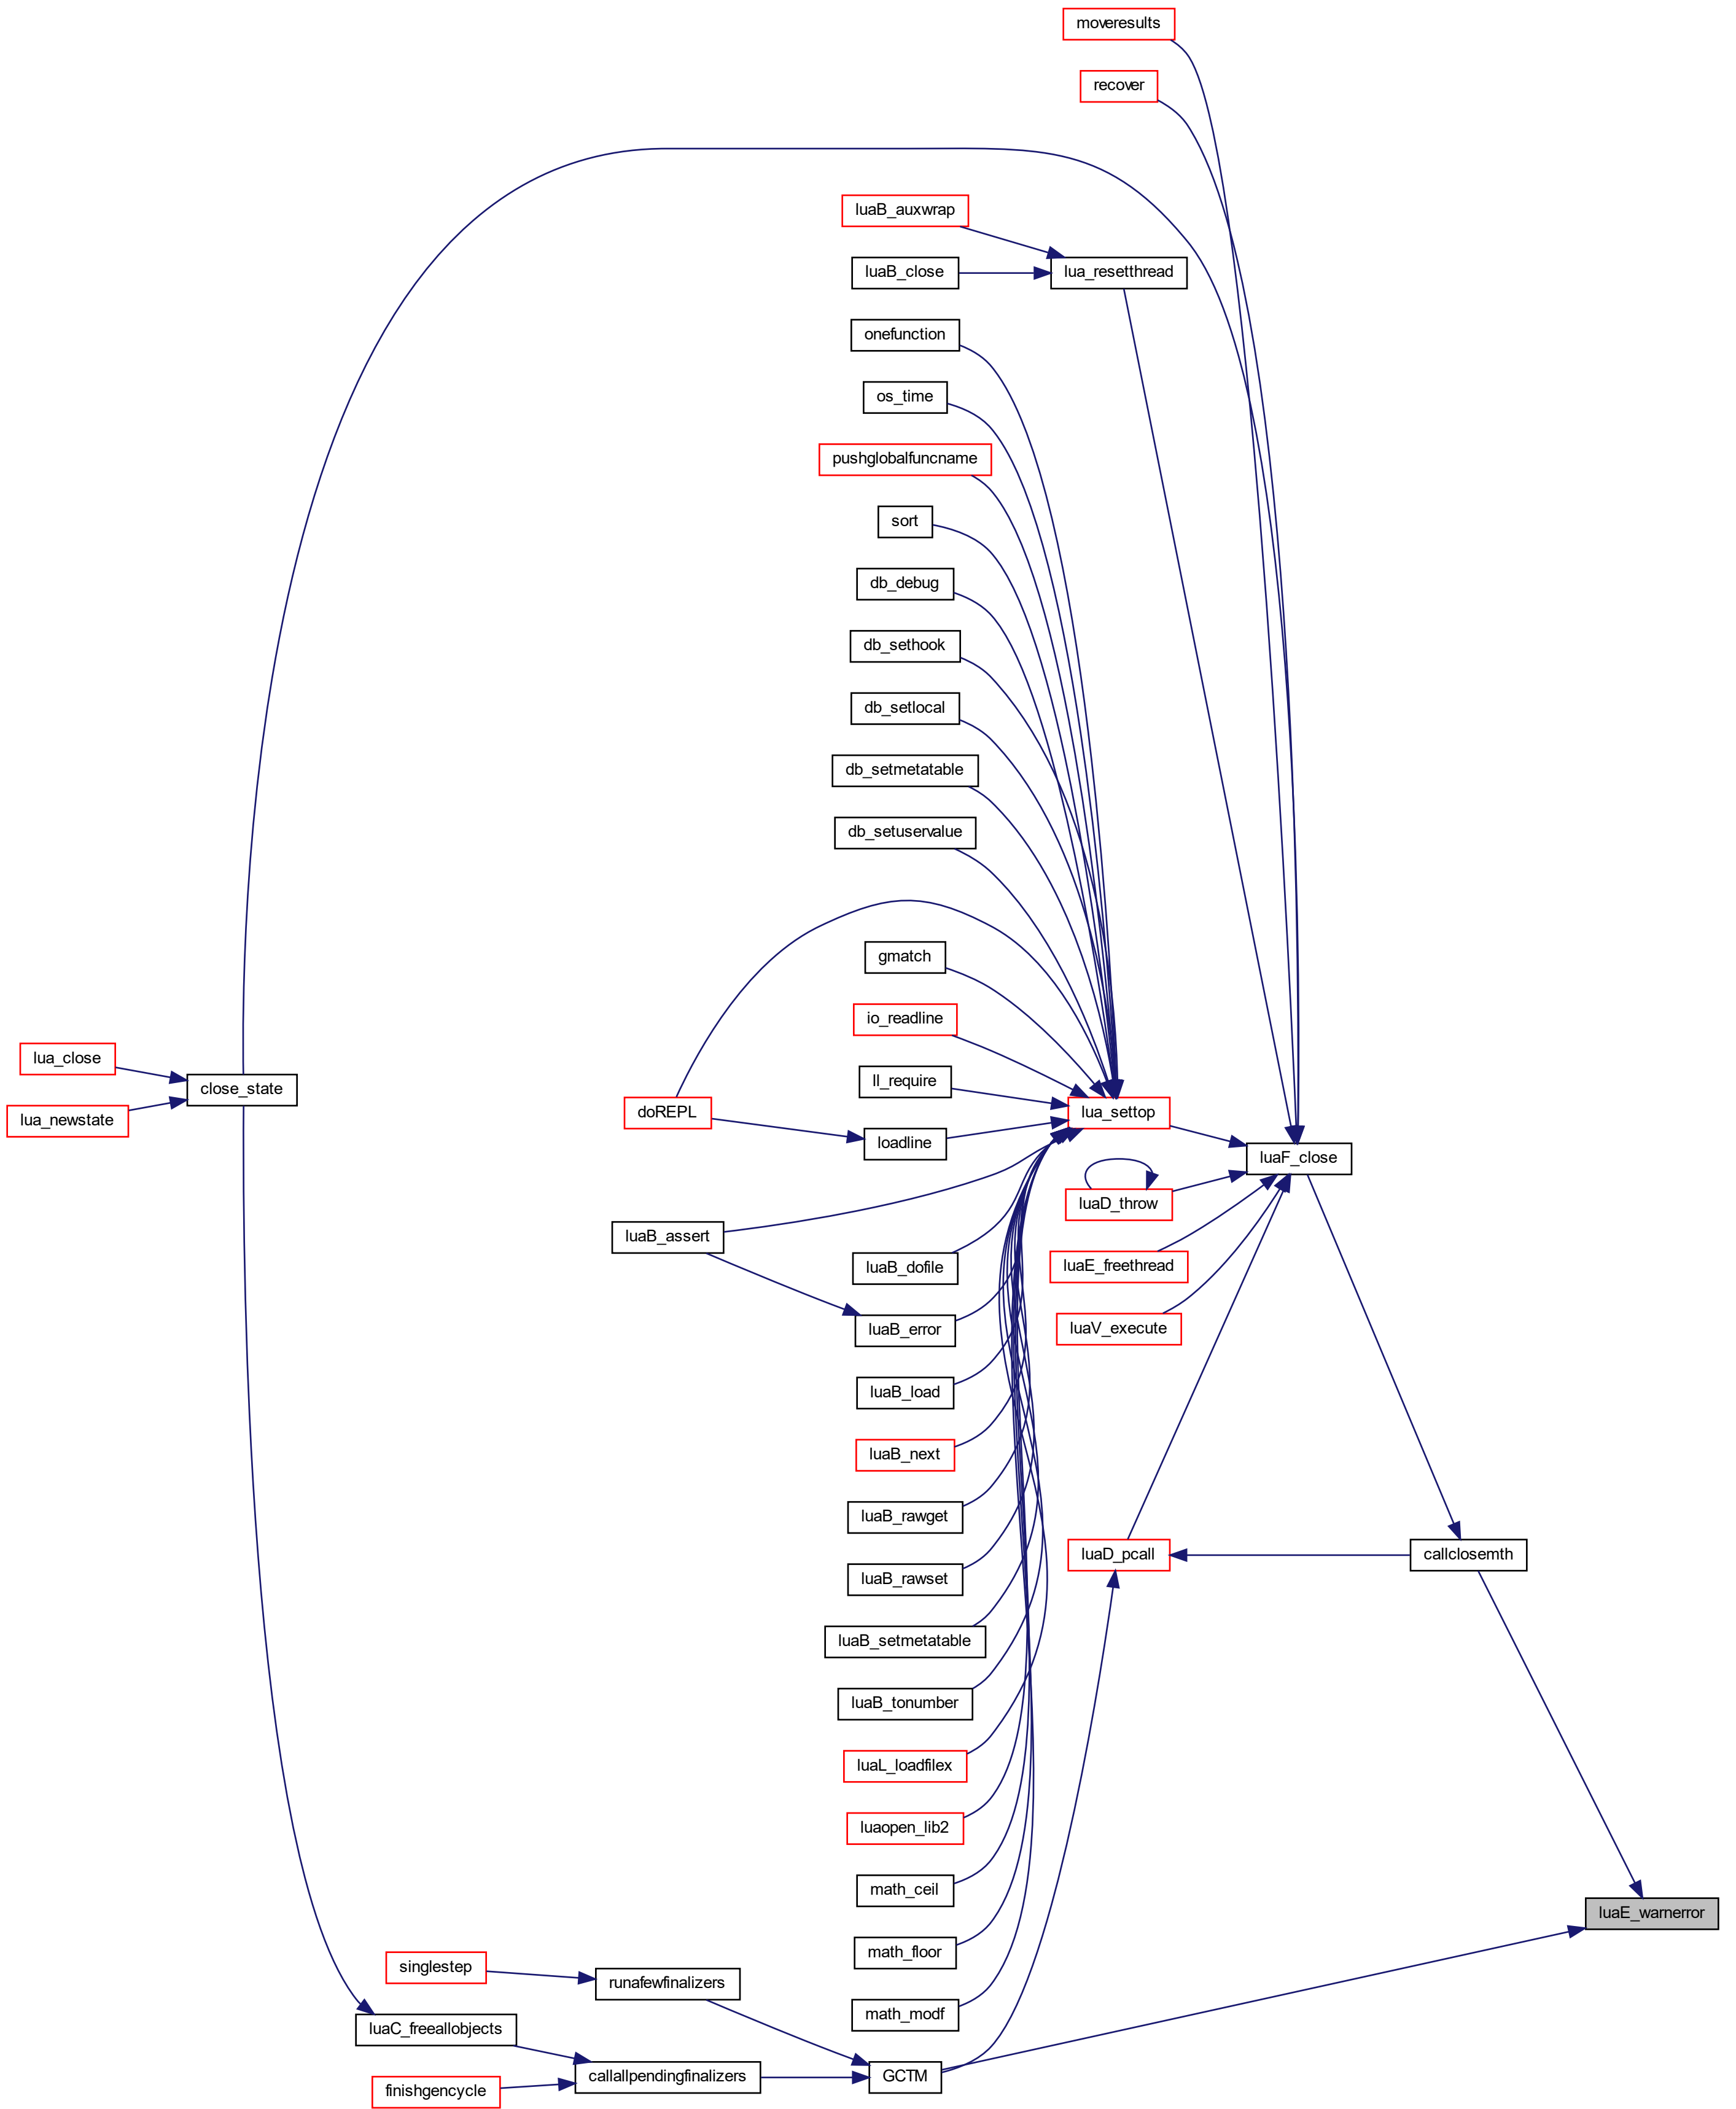 moveresults
recover
luaB_auxwrap
luaB_close
lua_resetthread
onefunction
os_time
pushglobalfuncname
sort
db_debug
db_sethook
db_setlocal
db_setmetatable
db_setuservalue
gmatch
io_readline
lua_close
close_state
lua_newstate
ll_require
doREPL
lua_settop
loadline
luaF_close
luaD_throw
luaB_assert
luaB_dofile
luaE_freethread
luaB_error
luaV_execute
luaB_load
luaB_next
luaB_rawget
luaD_pcall
callclosemth
luaB_rawset
luaB_setmetatable
luaB_tonumber
luaL_loadfilex
luaopen_lib2
math_ceil
luaE_warnerror
math_floor
singlestep
runafewfinalizers
math_modf
luaC_freeallobjects
callallpendingfinalizers
GCTM
finishgencycle